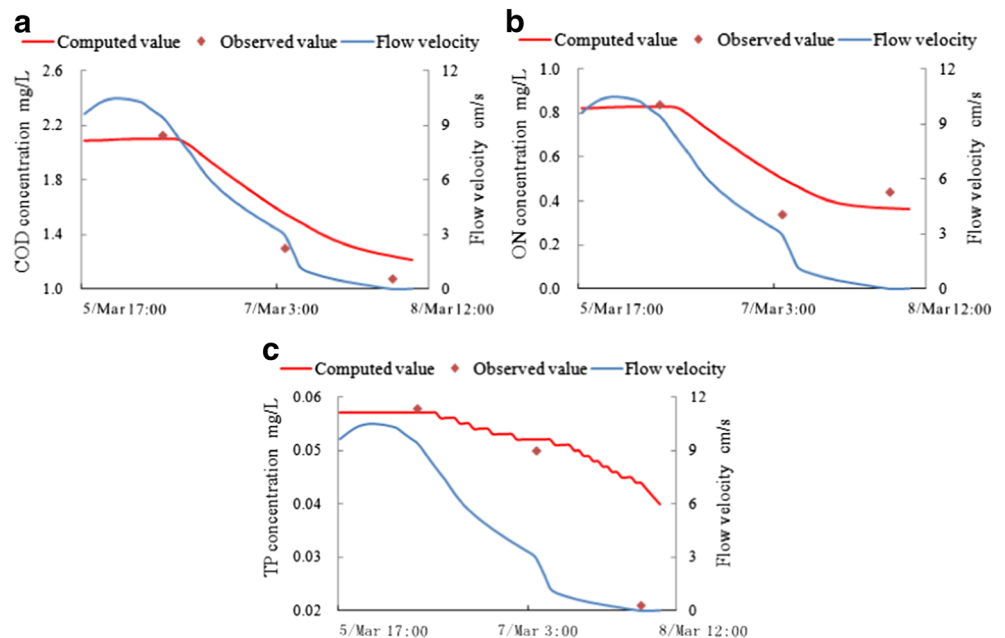 a
Computed value Observed value Flow velocity
COD concentration mg/L
2.6
2.2
1.8
1.4
1.0
12
9
6
3
0
Flow velocity cm/s
5/Mar 17:00 7/Mar 3:00 8/Mar 12:00
b
Computed value Observed value Flow velocity
ON concentration mg/L
1.0
0.8
0.6
0.4
0.2
0.0
12
9
6
3
0
Flow velocity cm/s
5/Mar 17:00 7/Mar 3:00 8/Mar 12:00
c
Computed value Observed value Flow velocity
TP concentration mg/L
0.06
0.05
0.04
0.03
0.02
12
9
6
3
0
Flow velocity cm/s
5/Mar 17:00 7/Mar 3:00 8/Mar 12:00